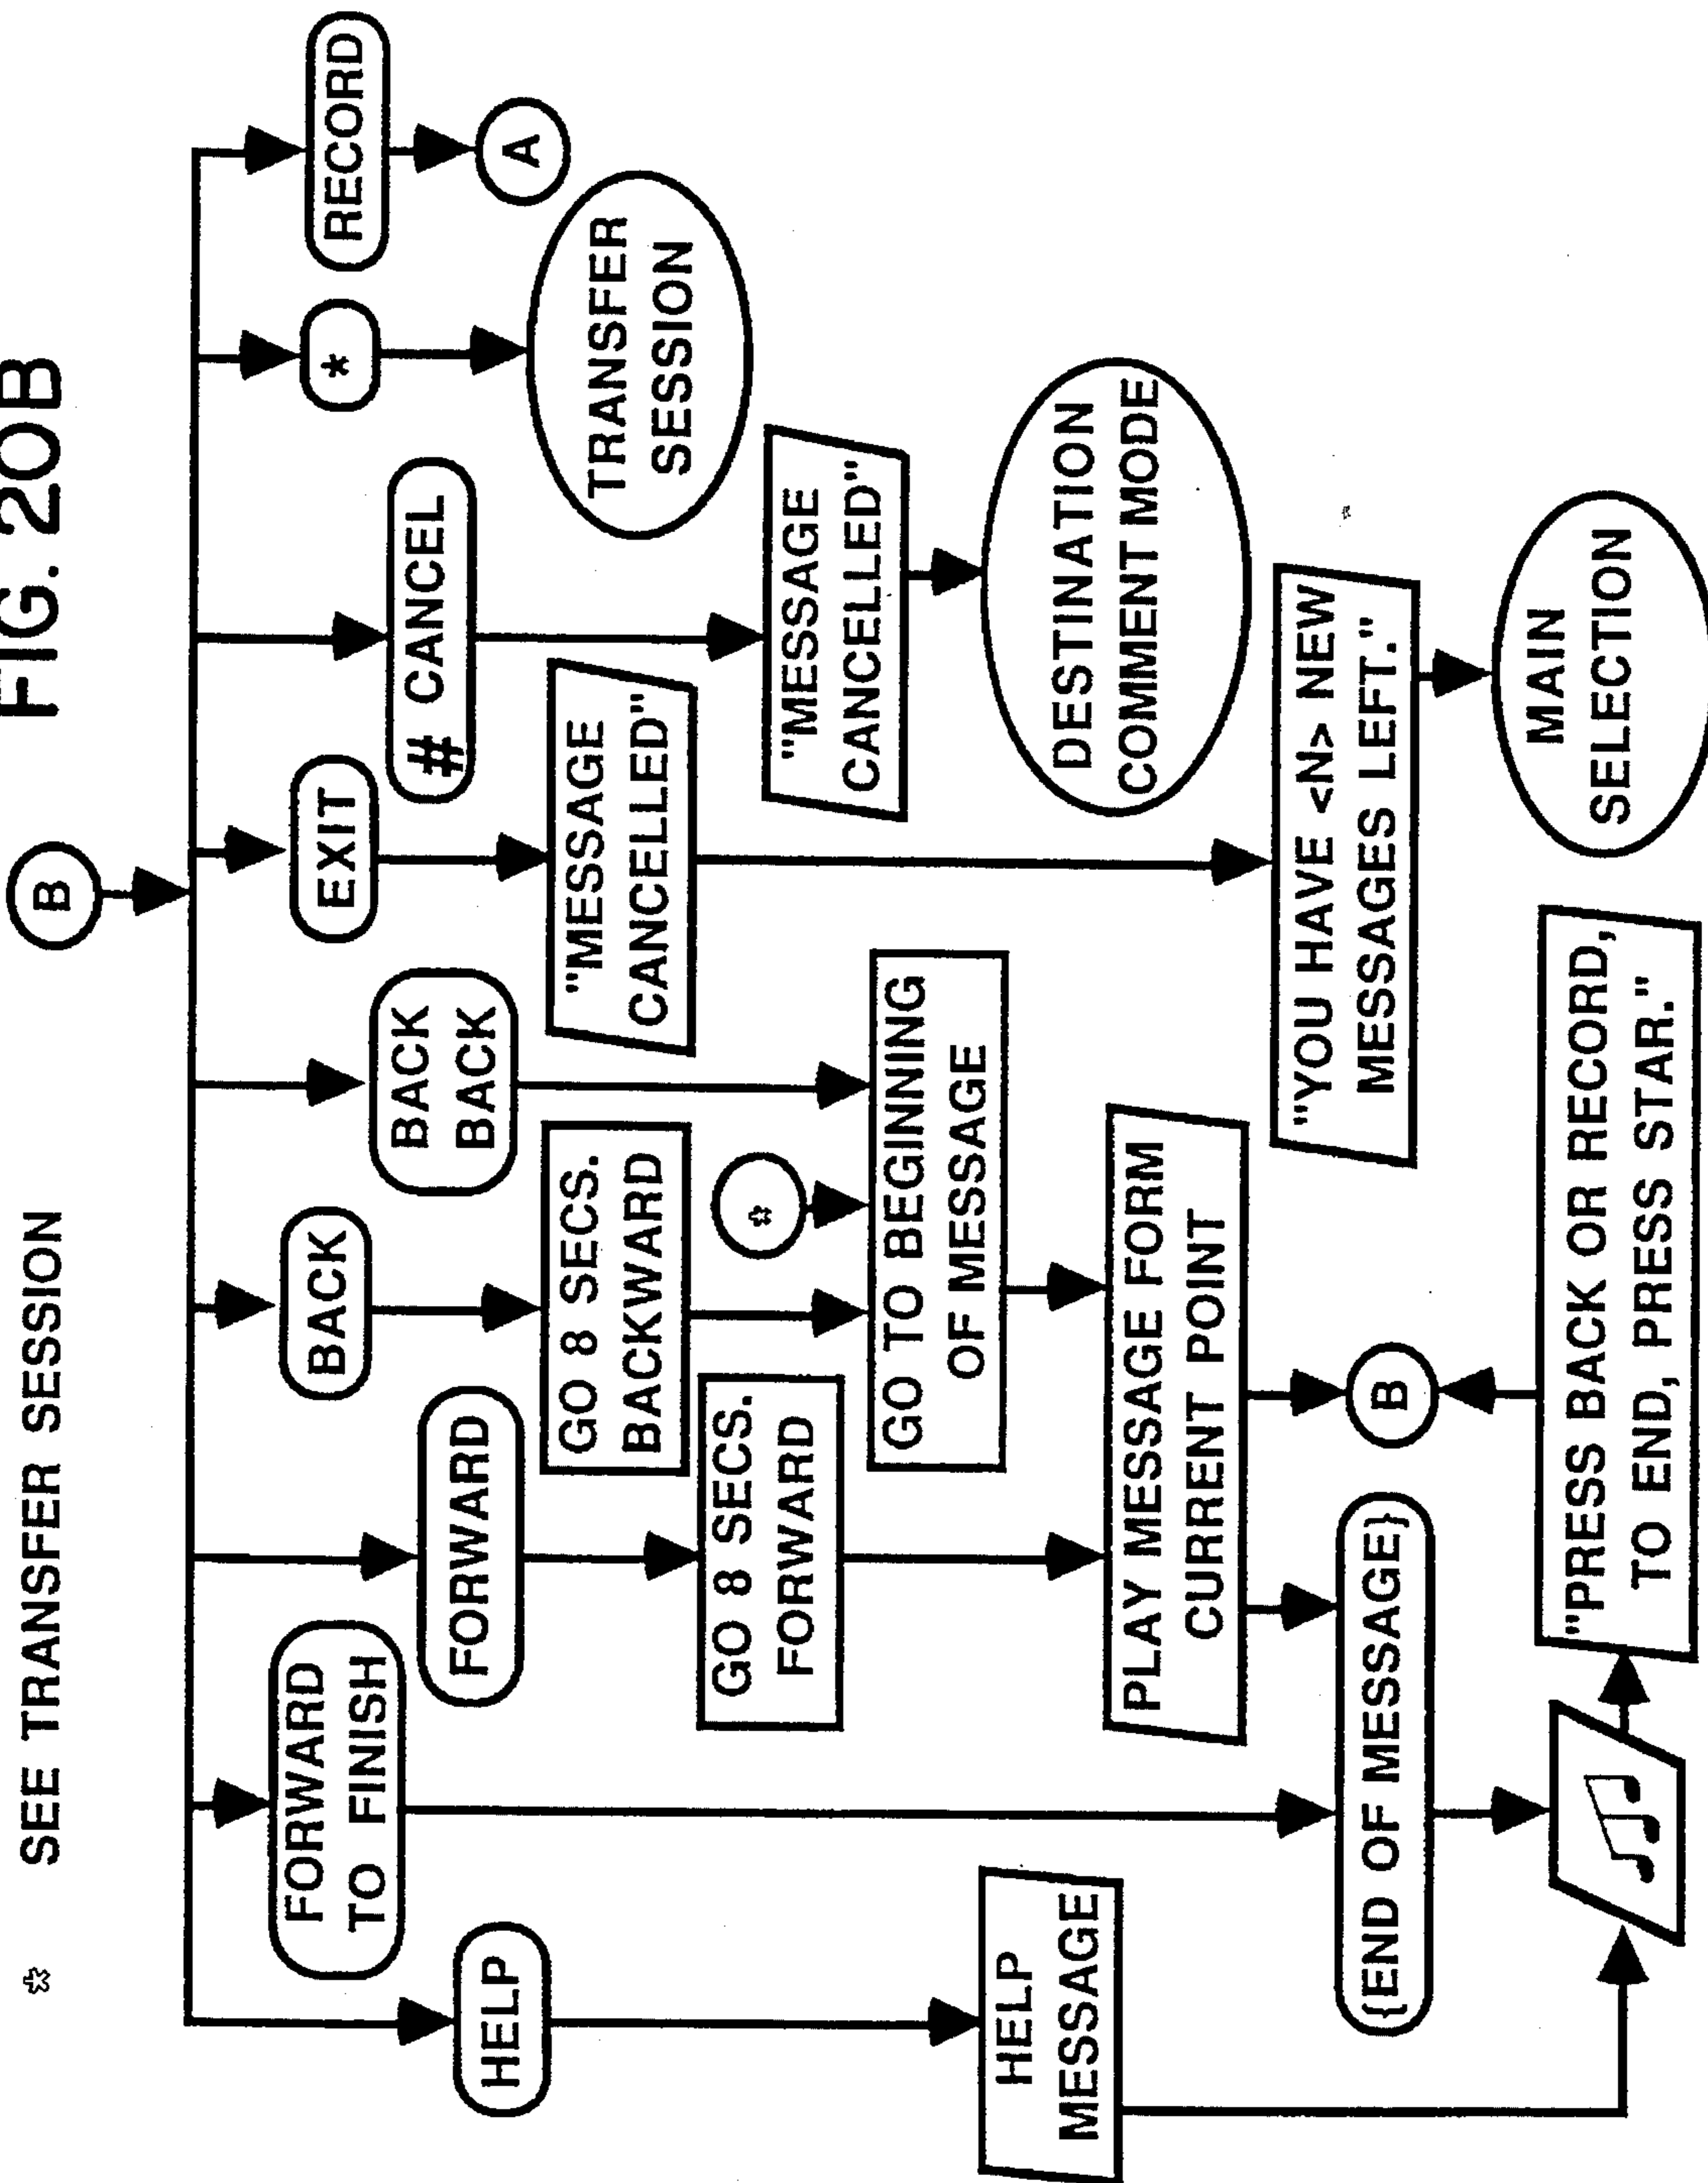 * SEE TRANSFER SESSION
FIG. 20B
B
HELP
FORWARD
TO FINISH
FORWARD
BACK
BACK
BACK
EXIT
# CANCEL
*
RECORD
A
GO 8 SECS.
BACKWARD
"MESSAGE
CANCELLED"
TRANSFER
SESSION
GO 8 SECS.
FORWARD
*
"MESSAGE
CANCELLED"
GO TO BEGINNING
OF MESSAGE
HELP
MESSAGE
PLAY MESSAGE FORM
CURRENT POINT
DESTINATION
COMMENT MODE
{END OF MESSAGE}
B
"YOU HAVE <N> NEW
MESSAGES LEFT."
"PRESS BACK OR RECORD,
TO END, PRESS STAR."
MAIN
SELECTION